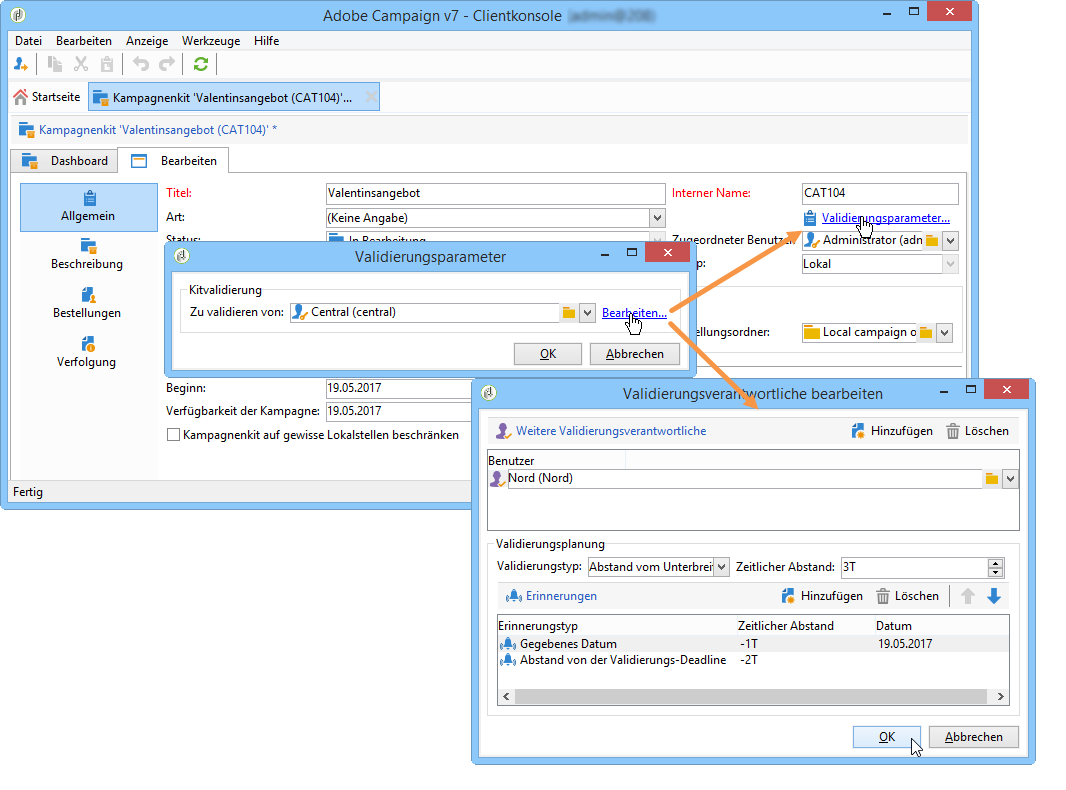 Adobe Campaign v7 - Clientkonsole
Datei Bearbeiten Anzeige Werkzeuge Hilfe
Startseite Kampagnenkit 'Valentinsangebot (CAT104)'...
Kampagnenkit 'Valentinsangebot (CAT104)' *
Dashboard Bearbeiten
Allgemein
Beschreibung
Bestellungen
Verfolgung
Titel: Valentinsangebot Interner Name: CAT104
Art: (Keine Angabe) Validierungsparameter...
Status: In Bearbeitung Zugeordneter Benutzer Administrator (adn
p: Lokal
ellungsordner: Local campaign o
Validierungsparameter
Kitvalidierung
Zu validieren von: Central (central) Bearbeiten...
OK Abbrechen
Beginn: 19.05.2017
Verfügbarkeit der Kampagne: 19.05.2017
Kampagnenkit auf gewisse Lokalstellen beschränken
Fertig
Validierungsverantwortliche bearbeiten
Weitere Validierungsverantwortliche Hinzufügen Löschen
Benutzer
Nord (Nord)
Validierungsplanung
Validierungstyp: Abstand vom Unterbrei Zeitlicher Abstand: 3T
Erinnerungen Hinzufügen Löschen
Erinnerungstyp Zeitlicher Abstand Datum
Gegebenes Datum -1T 19.05.2017
Abstand von der Validierungs-Deadline -2T
OK Abbrechen